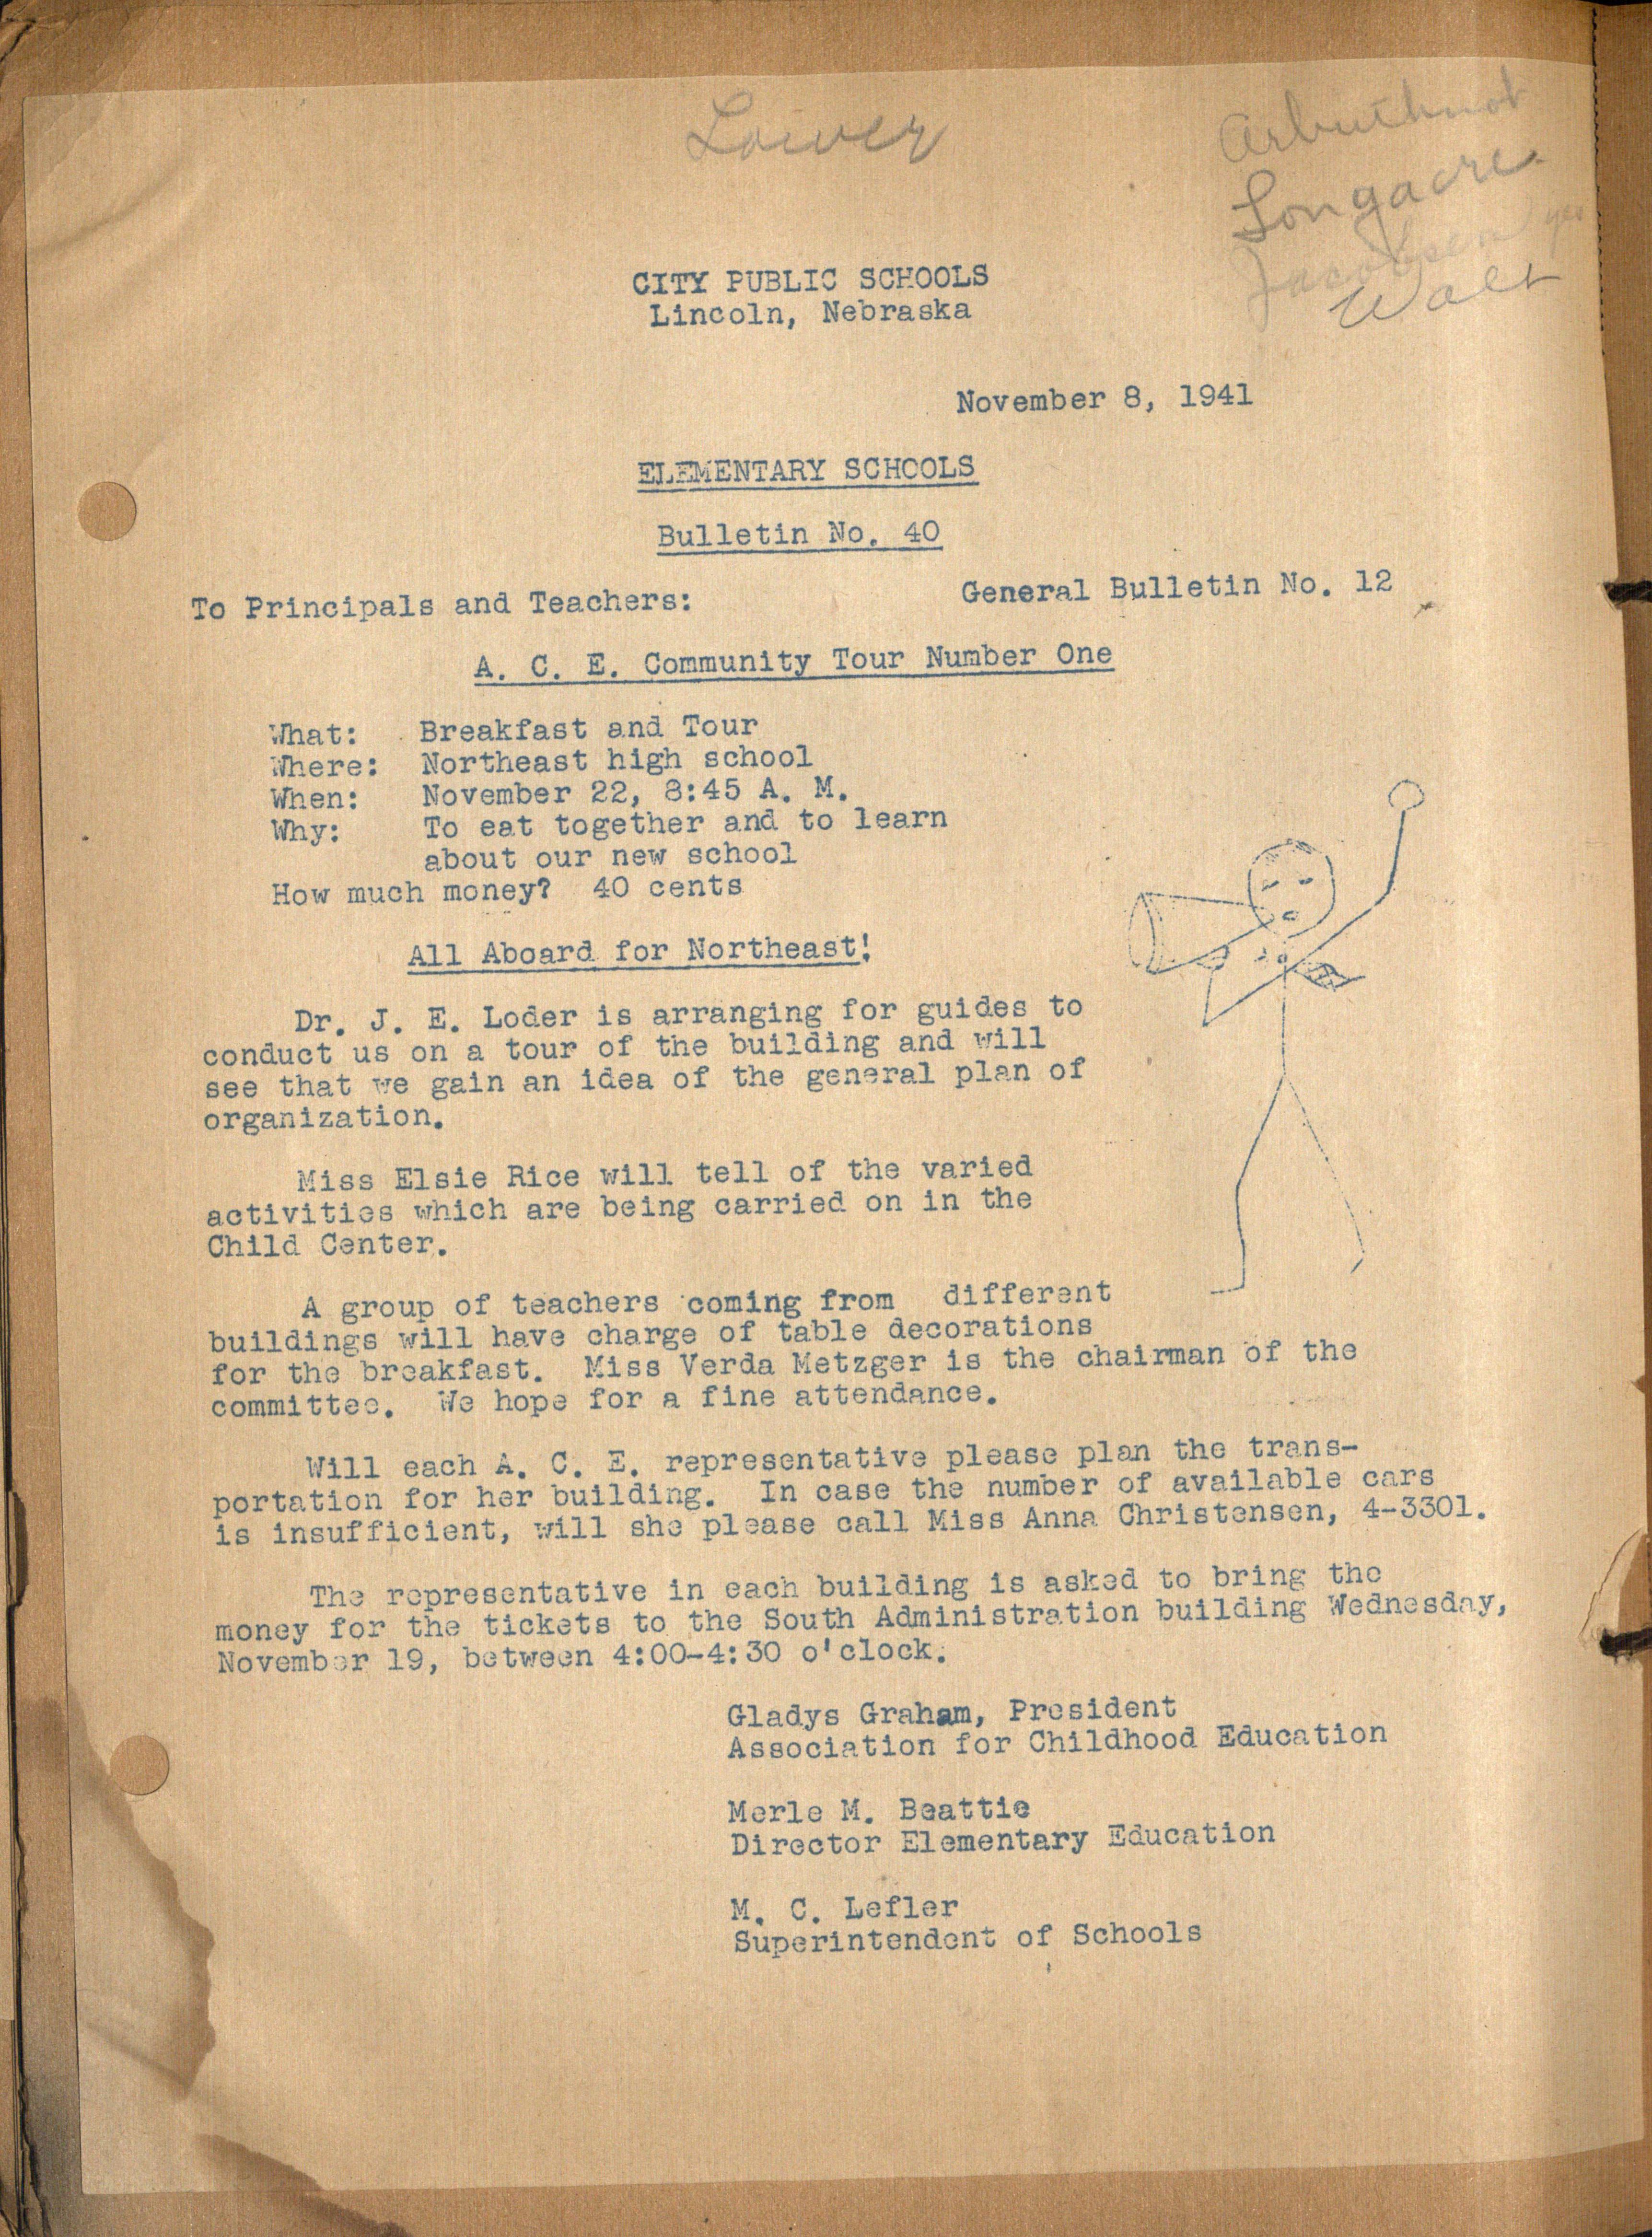 Arbuthnot
Longacre
Jacobsen yes
Walt
CITY PUBLIC SCHOOLS
Lincoln, Nebraska
November 8, 1941
ELEMENTARY SCHOOLS
Bulletin No. 40
To Principals and Teachers:
General Bulletin No. 12
A. C. E. Community Tour Number One
What: Breakfast and Tour
Where: Northeast high school
When: November 22, 8:45 A. M.
Why: To eat together and to learn
about our new school
How much money? 40 cents
All Aboard for Northeast!
Dr. J. E. Loder is arranging for guides to
conduct us on a tour of the building and will
see that we gain an idea of the general plan of
organization.
Miss Elsie Rice will tell of the varied
activities which are being carried on in the
Child Center.
A group of teachers coming from different
buildings will have charge of table decorations
for the breakfast. Miss Verda Metzger is the chairman of the
committee. We hope for a fine attendance.
Will each A. C. E. representative please plan the trans-
portation for her building. In case the number of available cars
is insufficient, will she please call Miss Anna Christensen, 4-3301.
The representative in each building is asked to bring the
money for the tickets to the South Administration building Wednesday,
November 19, between 4:00-4:30 o'clock.
Gladys Graham, President
Association for Childhood Education
Merle M. Beattie
Director Elementary Education
M. C. Lefler
Superintendent of Schools